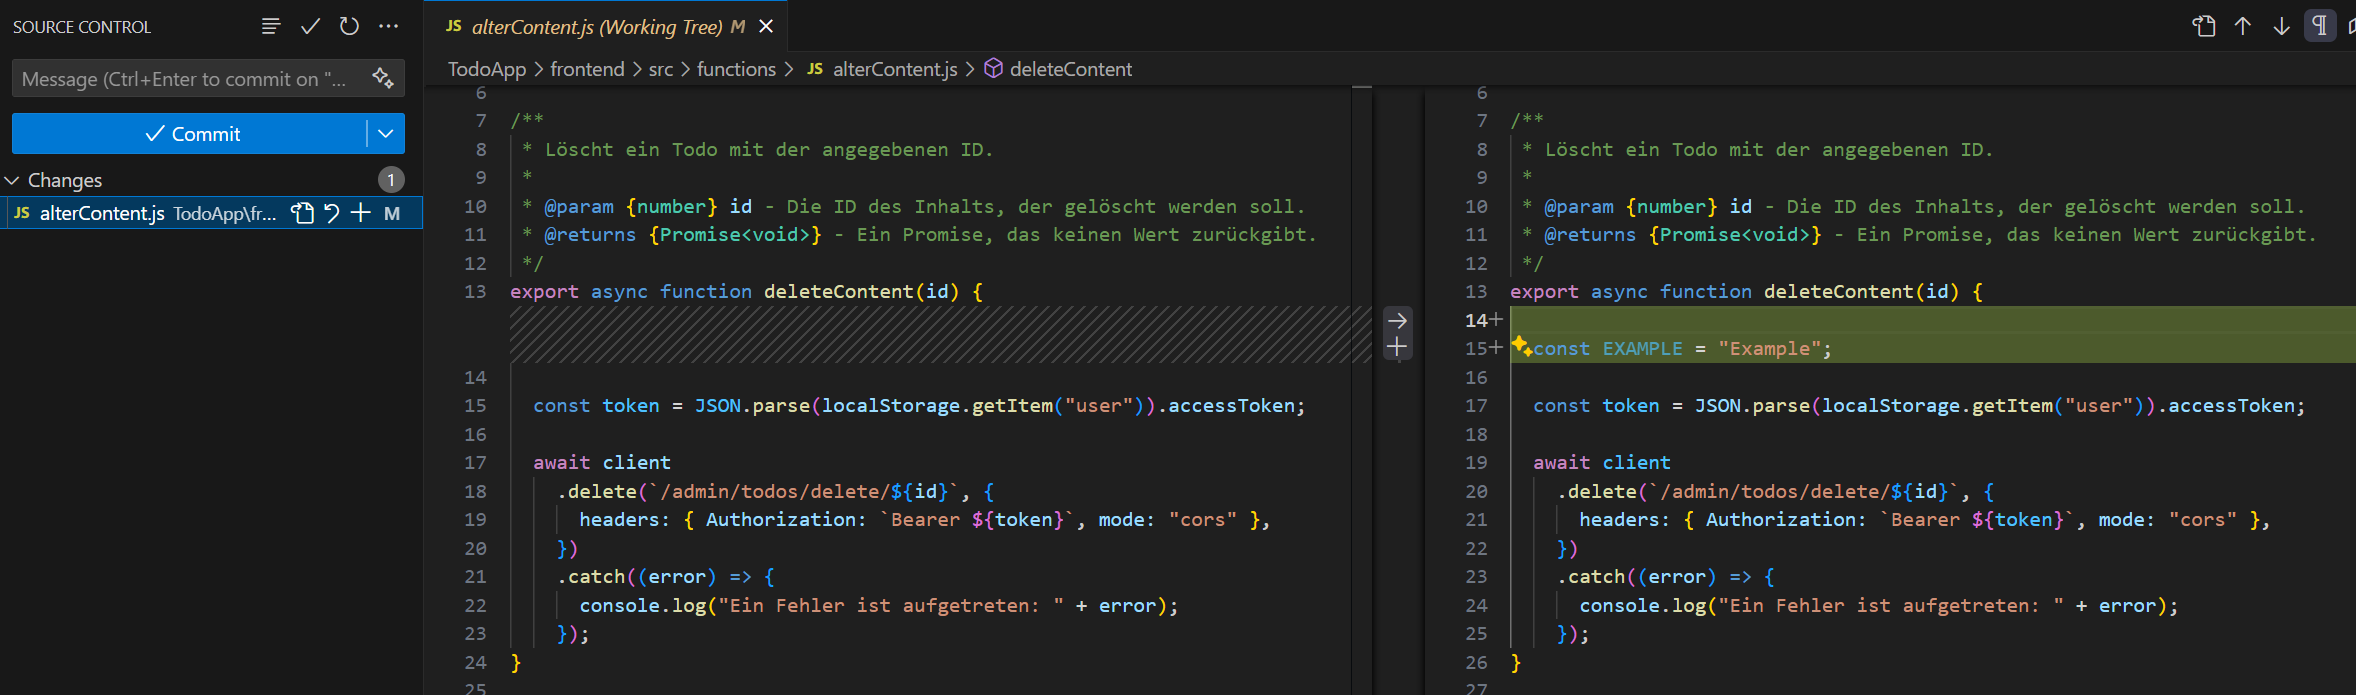 SOURCE CONTROL
Message (Ctrl+Enter to commit on "...
Commit
Changes 1
JS alterContent.js TodoApp\fr... M
JS alterContent.js (Working Tree) M
TodoApp > frontend > src > functions > JS alterContent.js > deleteContent
6
7 /**
8 * Löscht ein Todo mit der angegebenen ID.
9 *
10 * @param {number} id - Die ID des Inhalts, der gelöscht werden soll.
11 * @returns {Promise<void>} - Ein Promise, das keinen Wert zurückgibt.
12 */
13 export async function deleteContent(id) {
14
15 const token = JSON.parse(localStorage.getItem("user")).accessToken;
16
17 await client
18 .delete(`/admin/todos/delete/${id}`, {
19 headers: { Authorization: `Bearer ${token}`, mode: "cors" },
20 })
21 .catch((error) => {
22 console.log("Ein Fehler ist aufgetreten: " + error);
23 });
24 }
25
6
7 /**
8 * Löscht ein Todo mit der angegebenen ID.
9 *
10 * @param {number} id - Die ID des Inhalts, der gelöscht werden soll.
11 * @returns {Promise<void>} - Ein Promise, das keinen Wert zurückgibt.
12 */
13 export async function deleteContent(id) {
14+
15+ const EXAMPLE = "Example";
16
17 const token = JSON.parse(localStorage.getItem("user")).accessToken;
18
19 await client
20 .delete(`/admin/todos/delete/${id}`, {
21 headers: { Authorization: `Bearer ${token}`, mode: "cors" },
22 })
23 .catch((error) => {
24 console.log("Ein Fehler ist aufgetreten: " + error);
25 });
26 }
27